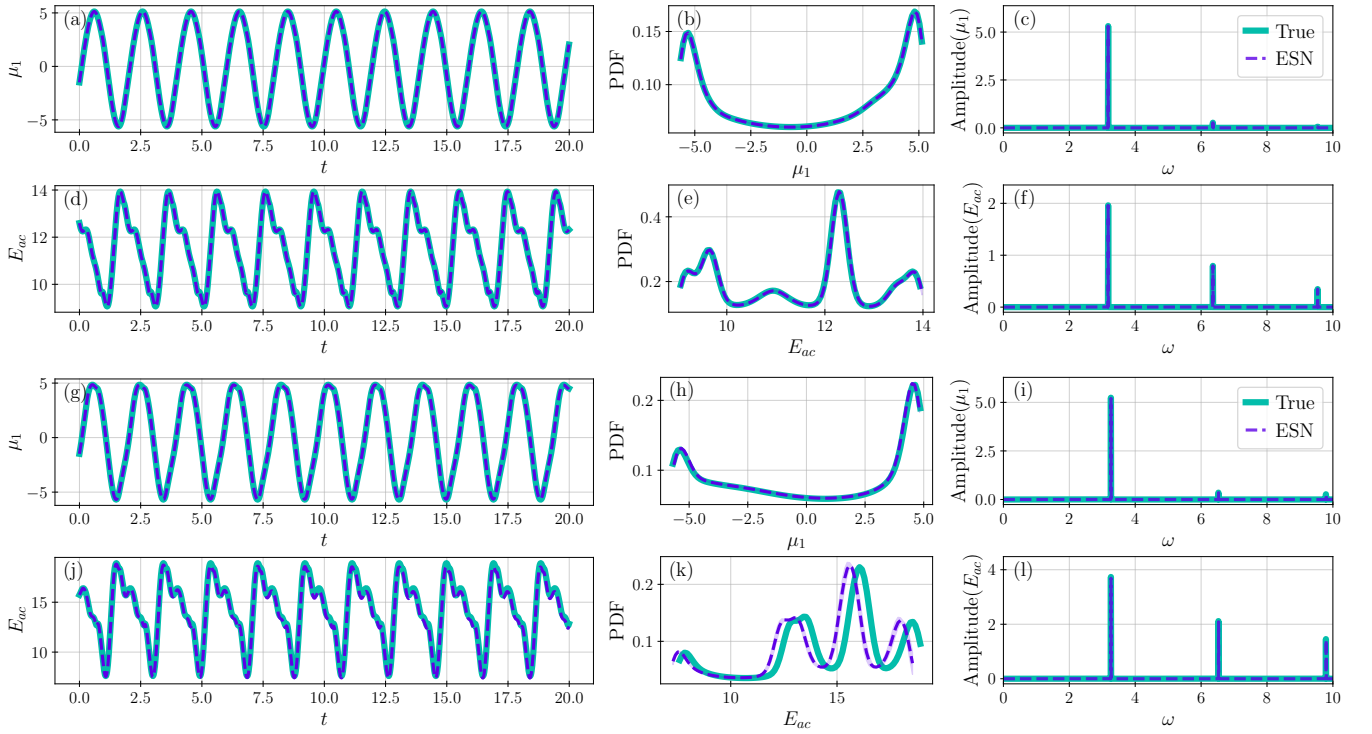 (a)
μ₁
5
0
−5
0.0 2.5 5.0 7.5 10.0 12.5 15.0 17.5 20.0
t
(b)
PDF
0.15
0.10
−5.0 −2.5 0.0 2.5 5.0
μ₁
(c)
Amplitude(μ₁)
5.0
2.5
0.0
0 2 4 6 8 10
ω
True
ESN
(d)
E_ac
14
12
10
0.0 2.5 5.0 7.5 10.0 12.5 15.0 17.5 20.0
t
(e)
PDF
0.4
0.2
10 12 14
E_ac
(f)
Amplitude(E_ac)
2
1
0
0 2 4 6 8 10
ω
(g)
μ₁
5
0
−5
0.0 2.5 5.0 7.5 10.0 12.5 15.0 17.5 20.0
t
(h)
PDF
0.2
0.1
−5.0 −2.5 0.0 2.5 5.0
μ₁
(i)
Amplitude(μ₁)
5.0
2.5
0.0
0 2 4 6 8 10
ω
True
ESN
(j)
E_ac
15
10
0.0 2.5 5.0 7.5 10.0 12.5 15.0 17.5 20.0
t
(k)
PDF
0.2
0.1
10 15
E_ac
(l)
Amplitude(E_ac)
4
2
0
0 2 4 6 8 10
ω